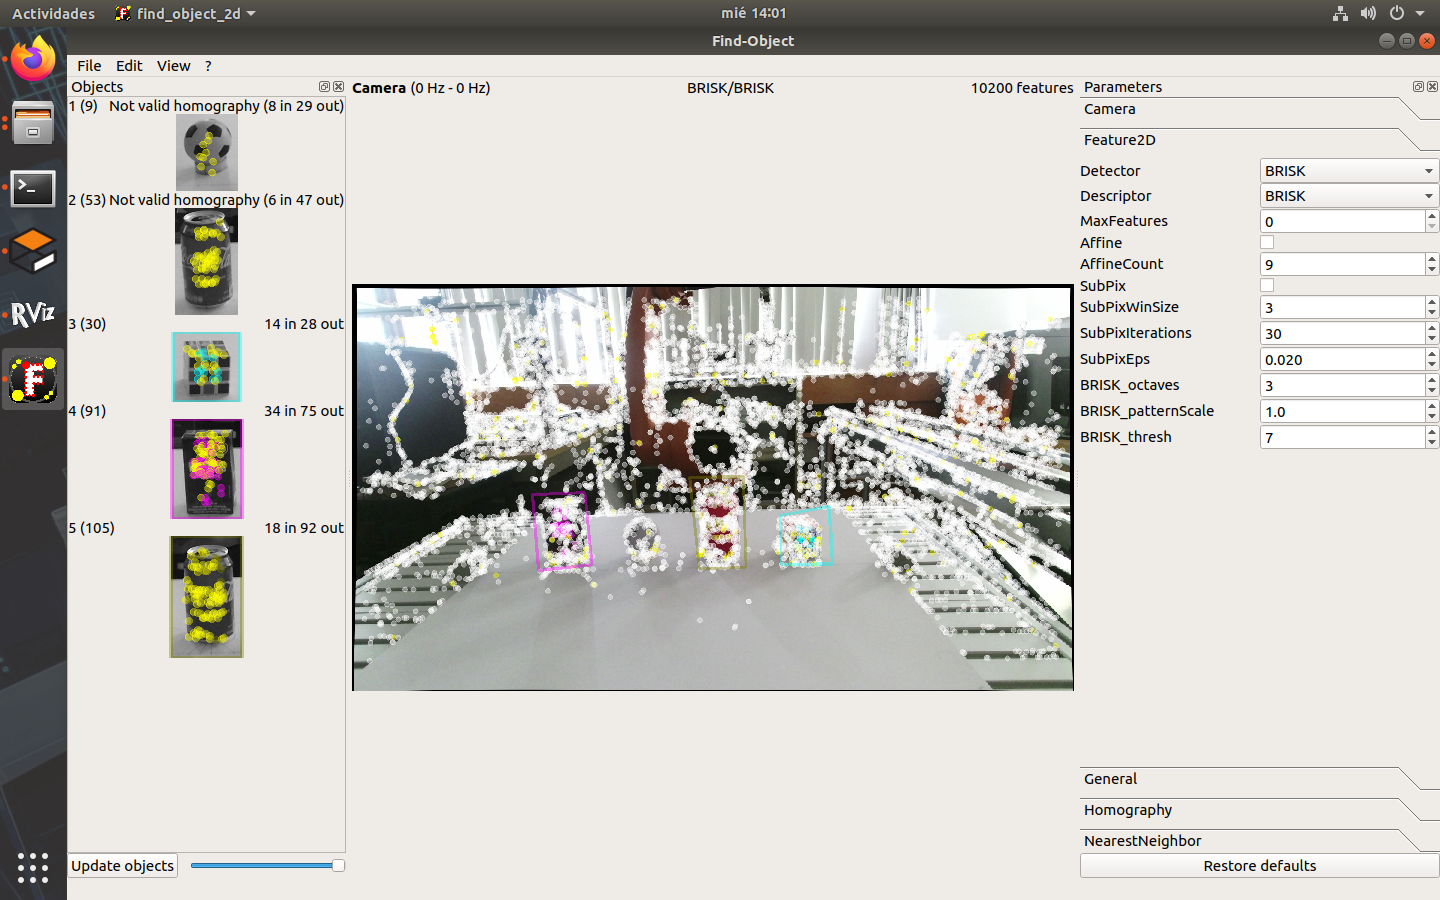 Actividades find_object_2d mié 14:01
Find-Object
File Edit View ?
Objects
1 (9) Not valid homography (8 in 29 out)
2 (53) Not valid homography (6 in 47 out)
3 (30) 14 in 28 out
4 (91) 34 in 75 out
5 (105) 18 in 92 out
Update objects
RViz
F
Camera (0 Hz - 0 Hz) BRISK/BRISK 10200 features
Parameters
Camera
Feature2D
Detector BRISK
Descriptor BRISK
MaxFeatures 0
Affine
AffineCount 9
SubPix
SubPixWinSize 3
SubPixIterations 30
SubPixEps 0.020
BRISK_octaves 3
BRISK_patternScale 1.0
BRISK_thresh 7
General
Homography
NearestNeighbor
Restore defaults